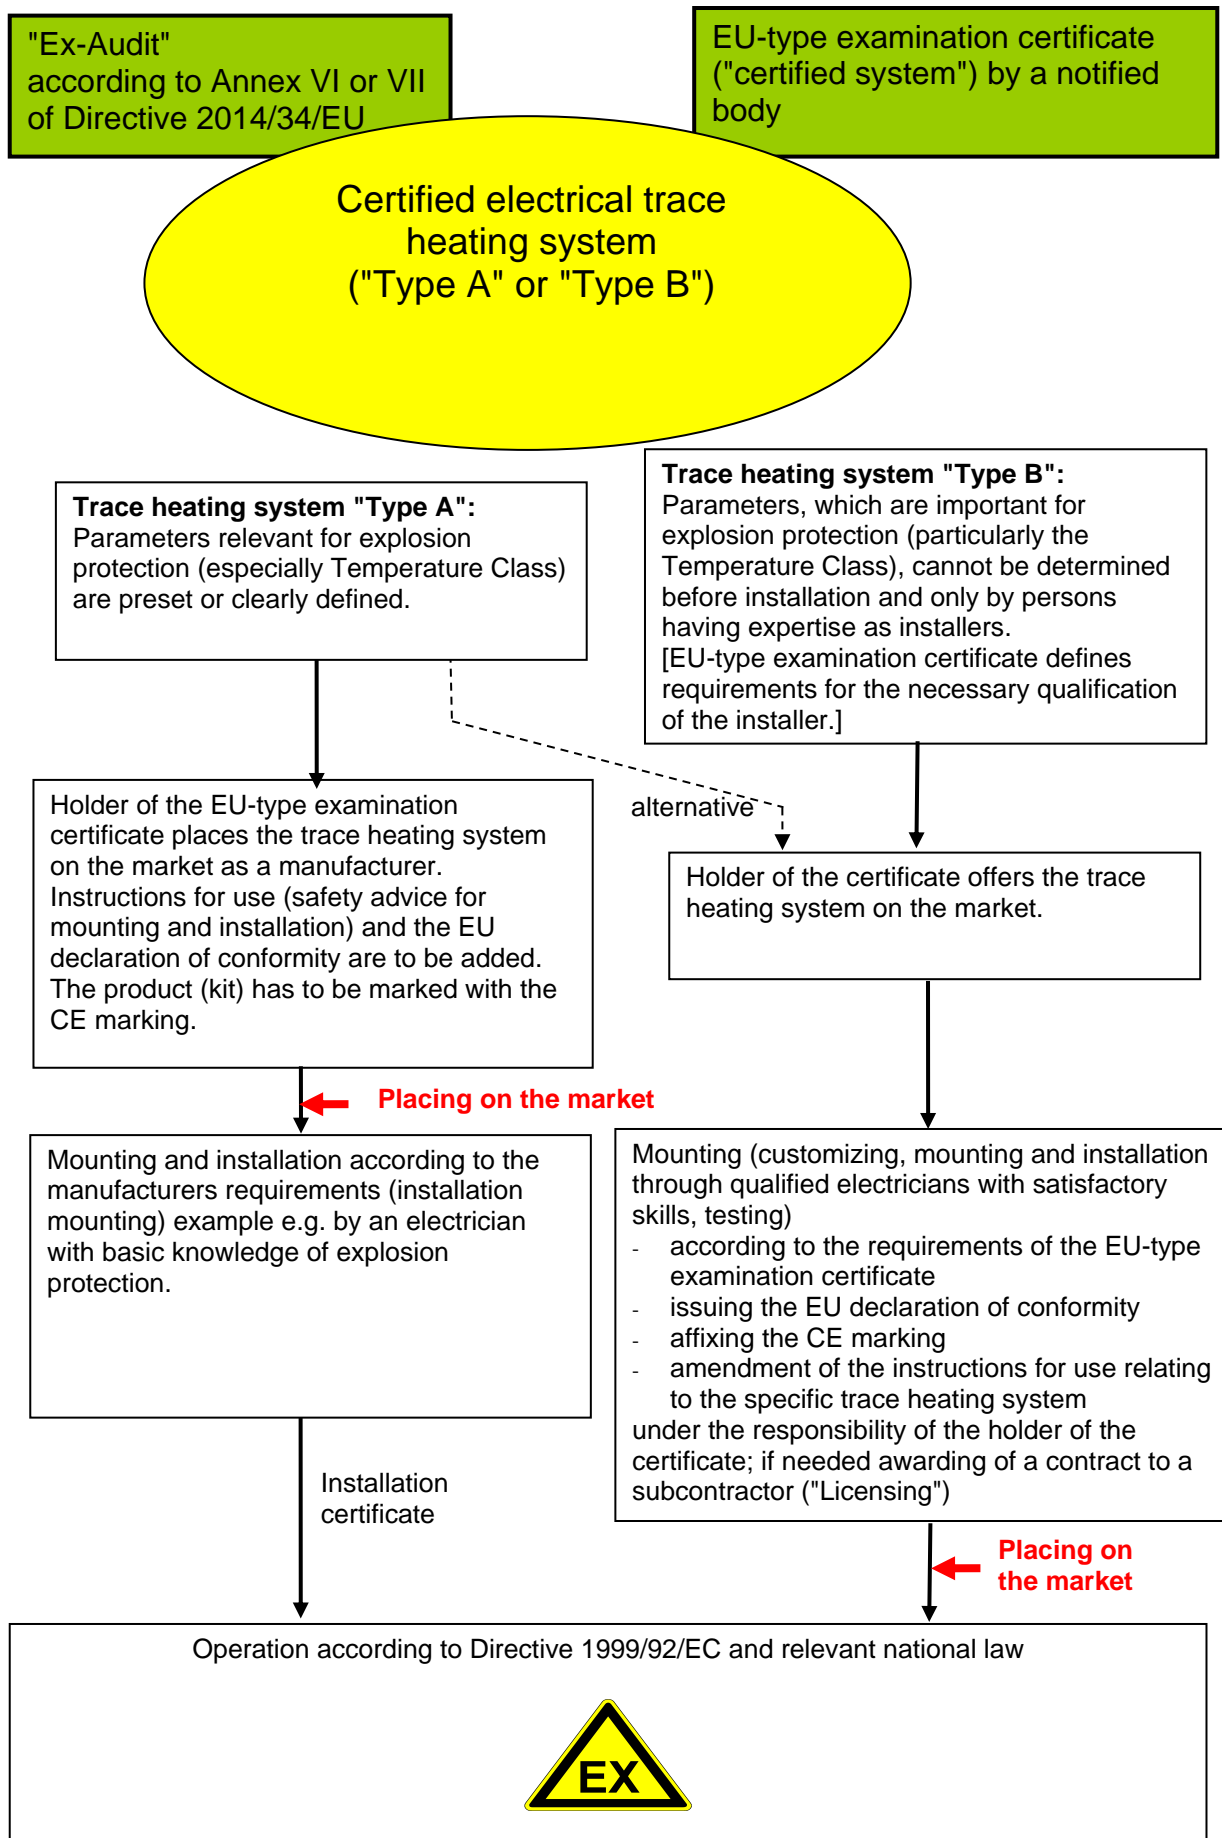 "Ex-Audit"
according to Annex VI or VII
of Directive 2014/34/EU
EU-type examination certificate
("certified system") by a notified
body
Certified electrical trace
heating system
("Type A" or "Type B")
Trace heating system "Type A":
Parameters relevant for explosion
protection (especially Temperature Class)
are preset or clearly defined.
Trace heating system "Type B":
Parameters, which are important for
explosion protection (particularly the
Temperature Class), cannot be determined
before installation and only by persons
having expertise as installers.
[EU-type examination certificate defines
requirements for the necessary qualification
of the installer.]
Holder of the EU-type examination
certificate places the trace heating system
on the market as a manufacturer.
Instructions for use (safety advice for
mounting and installation) and the EU
declaration of conformity are to be added.
The product (kit) has to be marked with the
CE marking.
alternative
Holder of the certificate offers the trace
heating system on the market.
Placing on the market
Mounting and installation according to the
manufacturers requirements (installation
mounting) example e.g. by an electrician
with basic knowledge of explosion
protection.
Mounting (customizing, mounting and installation
through qualified electricians with satisfactory
skills, testing)
- according to the requirements of the EU-type
examination certificate
- issuing the EU declaration of conformity
- affixing the CE marking
- amendment of the instructions for use relating
to the specific trace heating system
under the responsibility of the holder of the
certificate; if needed awarding of a contract to a
subcontractor ("Licensing")
Installation
certificate
Placing on
the market
Operation according to Directive 1999/92/EC and relevant national law
EX